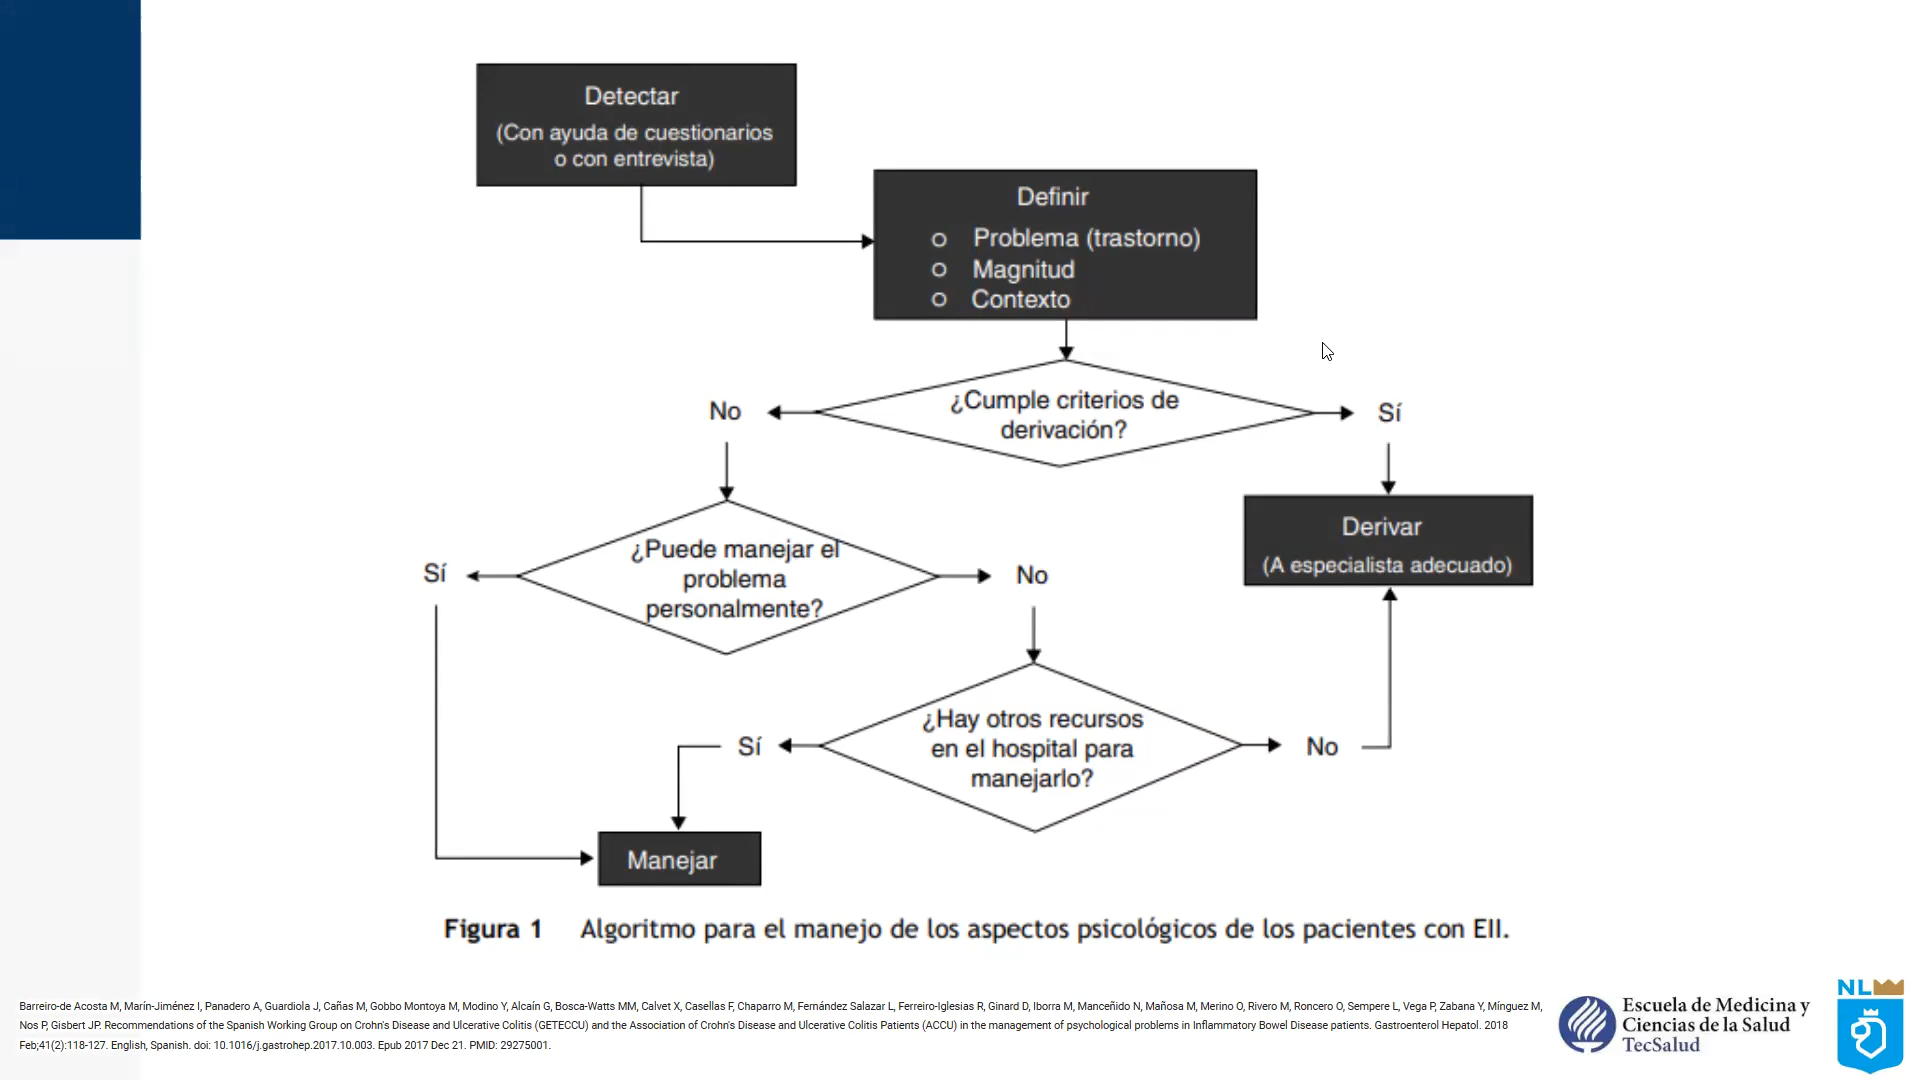 Detectar
(Con ayuda de cuestionarios
o con entrevista)
Definir
o Problema (trastorno)
o Magnitud
o Contexto
¿Cumple criterios de
derivación?
No
Sí
Derivar
(A especialista adecuado)
¿Puede manejar el
problema
personalmente?
Sí
No
¿Hay otros recursos
en el hospital para
manejarlo?
Sí
No
Manejar
Figura 1 Algoritmo para el manejo de los aspectos psicológicos de los pacientes con EII.
Barreiro-de Acosta M, Marín-Jiménez I, Panadero A, Guardiola J, Cañas M, Gobbo Montoya M, Modino Y, Alcaín G, Bosca-Watts MM, Calvet X, Casellas F, Chaparro M, Fernández Salazar L, Ferreiro-Iglesias R, Ginard D, Iborra M, Manceñido N, Mañosa M, Merino O, Rivero M, Roncero O, Sempere L, Vega P, Zabana Y, Mínguez M,
Nos P, Gisbert JP. Recommendations of the Spanish Working Group on Crohn's Disease and Ulcerative Colitis (GETECCU) and the Association of Crohn's Disease and Ulcerative Colitis Patients (ACCU) in the management of psychological problems in Inflammatory Bowel Disease patients. Gastroenterol Hepatol. 2018
Feb;41(2):118-127. English, Spanish. doi: 10.1016/j.gastrohep.2017.10.003. Epub 2017 Dec 21. PMID: 29275001.
Escuela de Medicina y
Ciencias de la Salud
TecSalud
NL